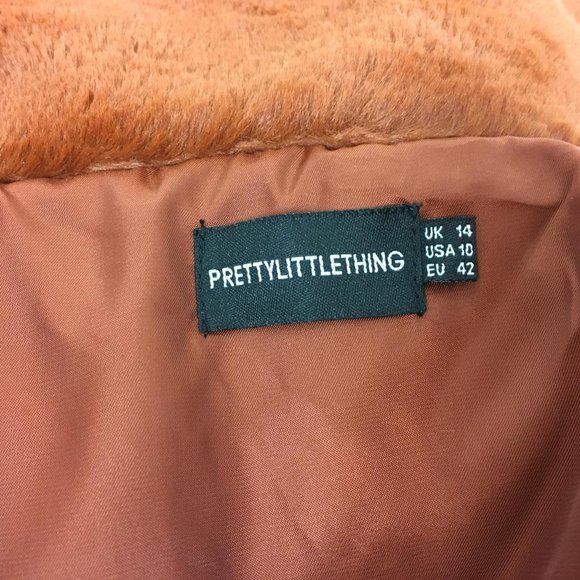 PRETTYLITTLETHING
UK 14
USA 10
EU 42